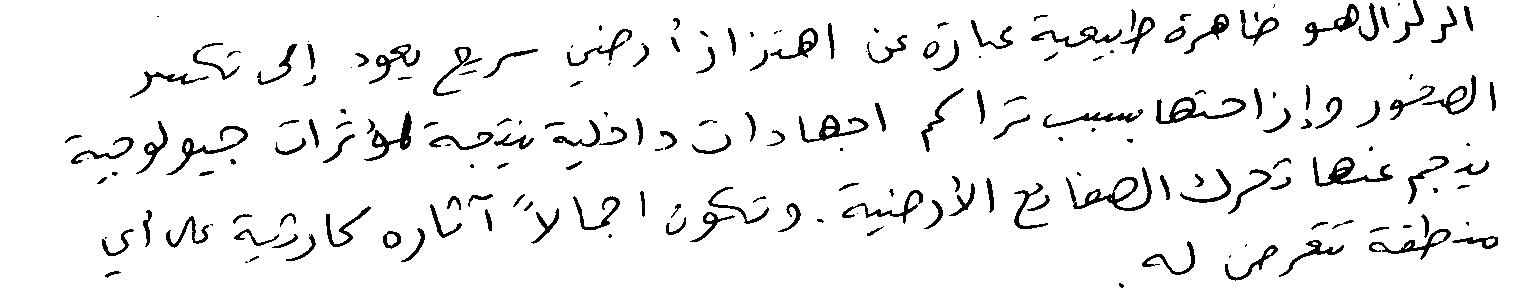 الزلزال هو ظاهرة طبيعية عبارة عن اهتزاز أرضي سريع يعود إلى تكسر
الصخور وإزاحتها بسبب تراكم اجهادات داخلية نتيجة لمؤثرات جيولوجية
ينجم عنها تحرك الصفائح الأرضية. وتكون اجمالاً آثاره كارثية على أي
منطقة تتعرض له.